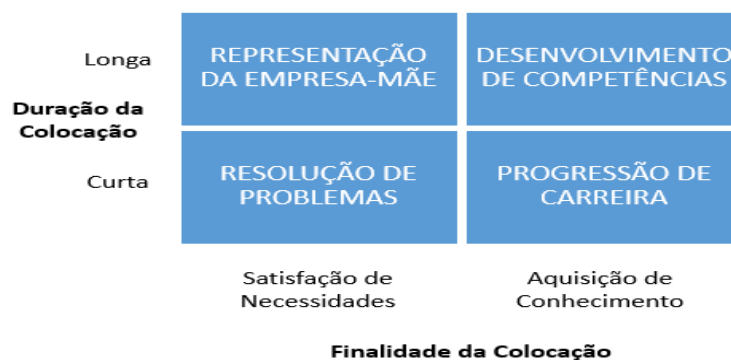 Longa
REPRESENTAÇÃO
DA EMPRESA-MÃE
DESENVOLVIMENTO
DE COMPETÊNCIAS
Duração da
Colocação
Curta
RESOLUÇÃO DE
PROBLEMAS
PROGRESSÃO DE
CARREIRA
Satisfação de
Necessidades
Aquisição de
Conhecimento
Finalidade da Colocação